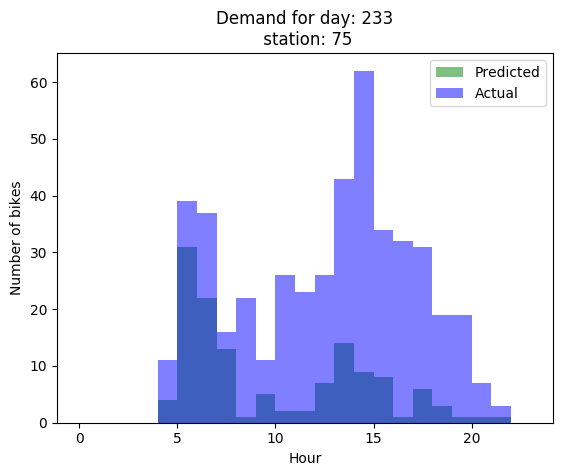 Demand for day: 233
station: 75
Predicted
Actual
Number of bikes
60
50
40
30
20
10
0
0 5 10 15 20
Hour